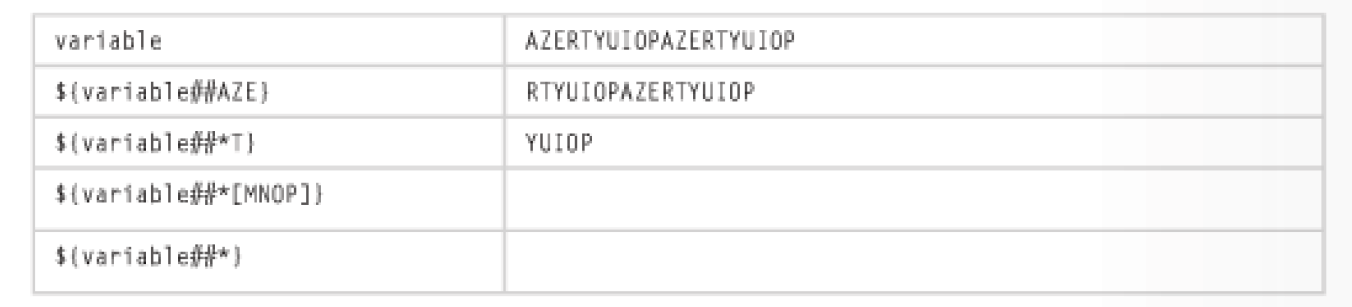 variable AZERTYUIOPAZERTYUIOP
${variable##AZE} RTYUIOPAZERTYUIOP
${variable##*T} YUIOP
${variable##*[MNOP]}
${variable##*}